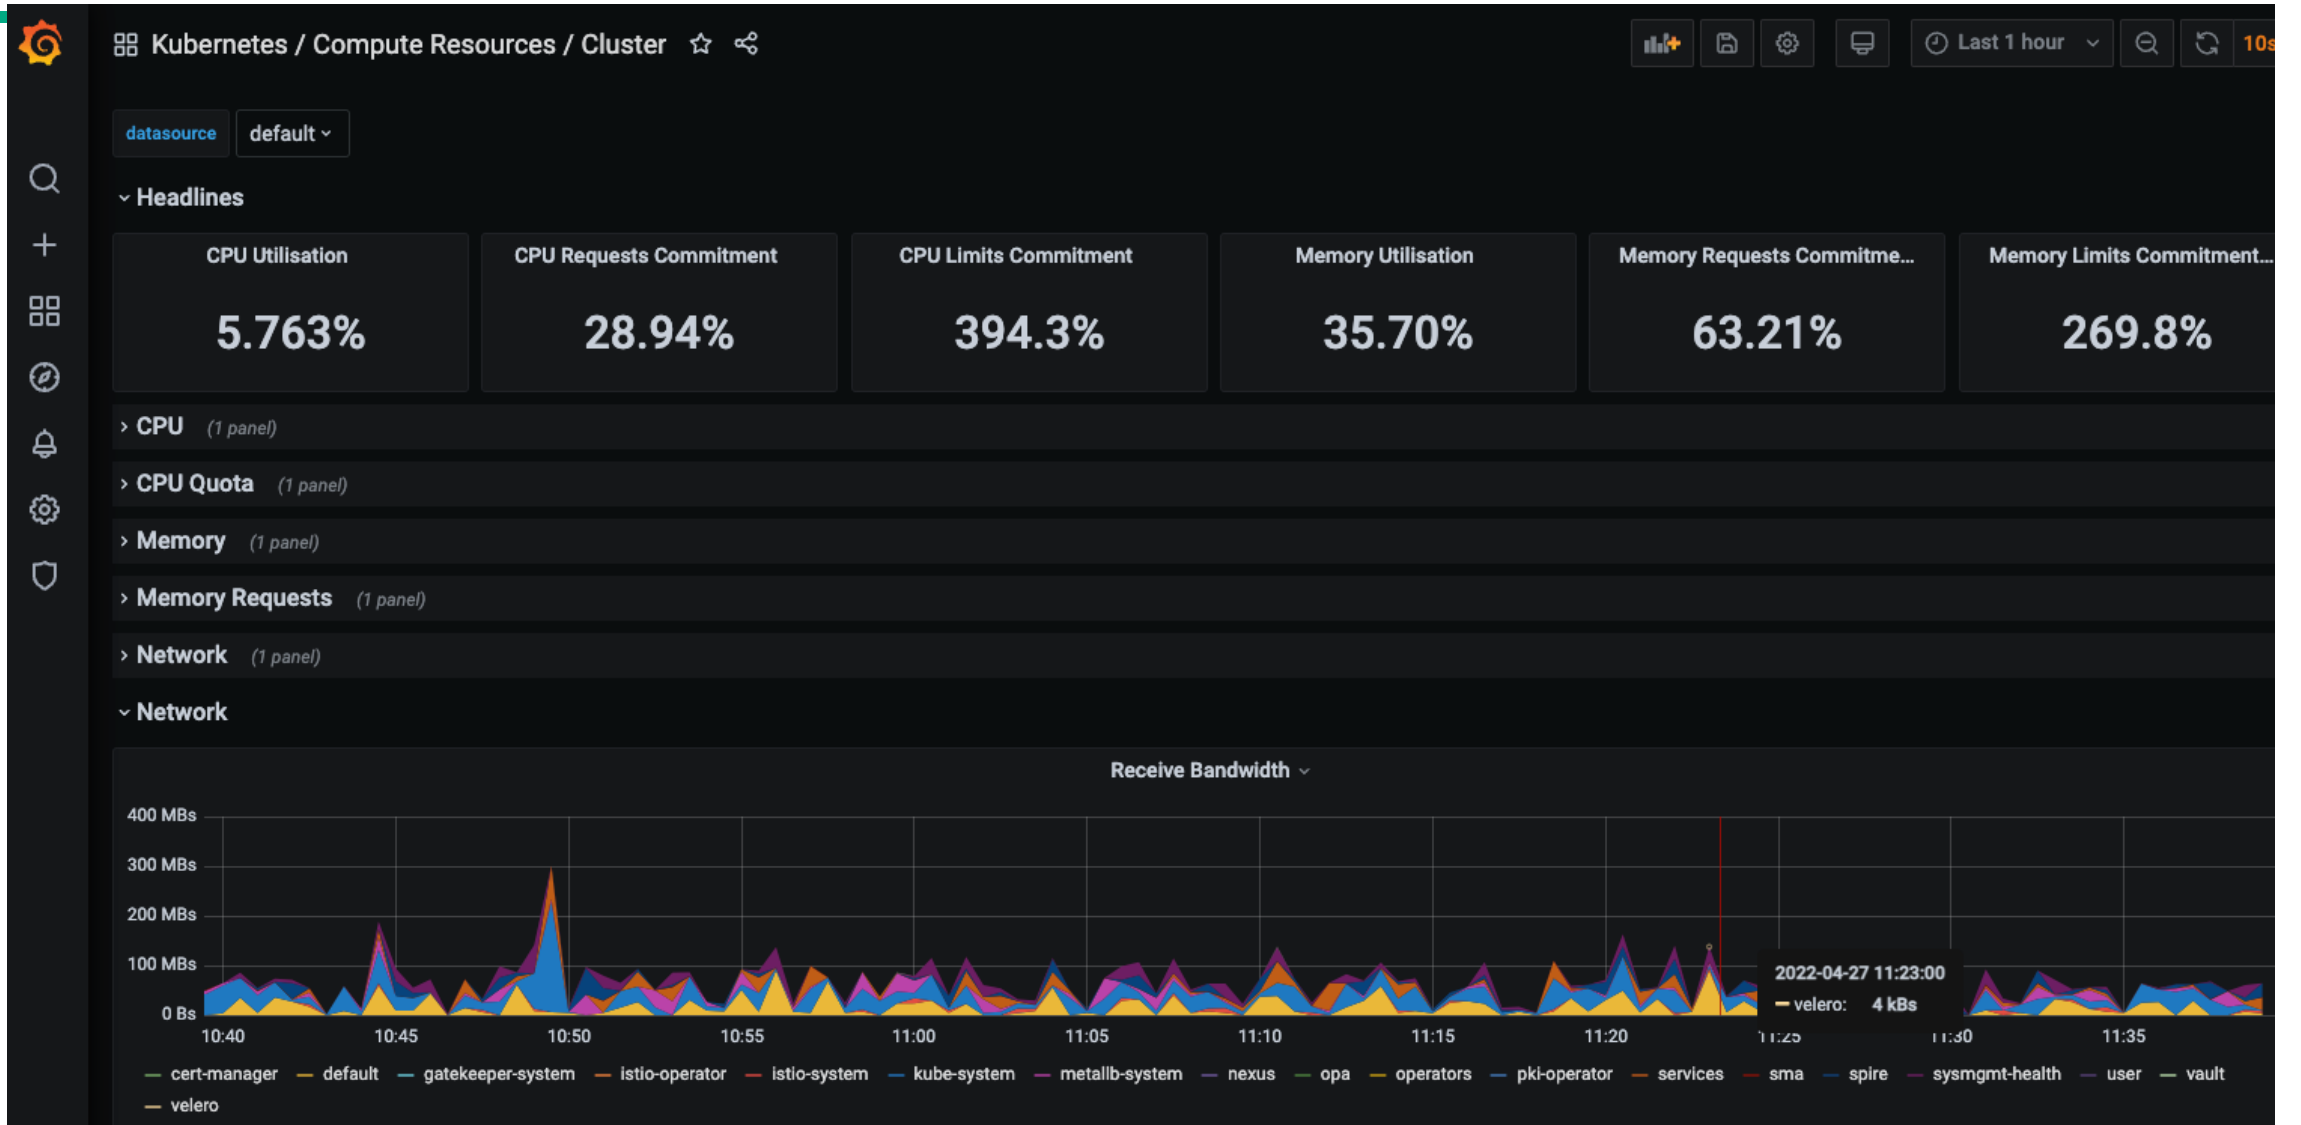 Kubernetes / Compute Resources / Cluster
Last 1 hour
10s
datasource
default
Headlines
CPU Utilisation
5.763%
CPU Requests Commitment
28.94%
CPU Limits Commitment
394.3%
Memory Utilisation
35.70%
Memory Requests Commitme...
63.21%
Memory Limits Commitment...
269.8%
CPU (1 panel)
CPU Quota (1 panel)
Memory (1 panel)
Memory Requests (1 panel)
Network (1 panel)
Network
Receive Bandwidth
400 MBs
300 MBs
200 MBs
100 MBs
0 Bs
2022-04-27 11:23:00
velero: 4 kBs
10:40 10:45 10:50 10:55 11:00 11:05 11:10 11:15 11:20 11:25 11:30 11:35
cert-manager default gatekeeper-system istio-operator istio-system kube-system metallb-system nexus opa operators pki-operator services sma spire sysmgmt-health user vault
velero